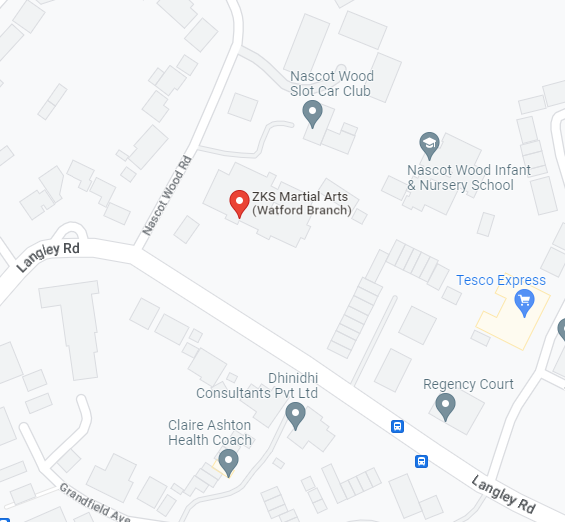 Nascot Wood
Slot Car Club
Nascot Wood Infant
& Nursery School
Nascot Wood Rd
ZKS Martial Arts
(Watford Branch)
Langley Rd
Tesco Express
Dhinidhi
Consultants Pvt Ltd
Regency Court
Claire Ashton
Health Coach
Langley Rd
Grandfield Ave